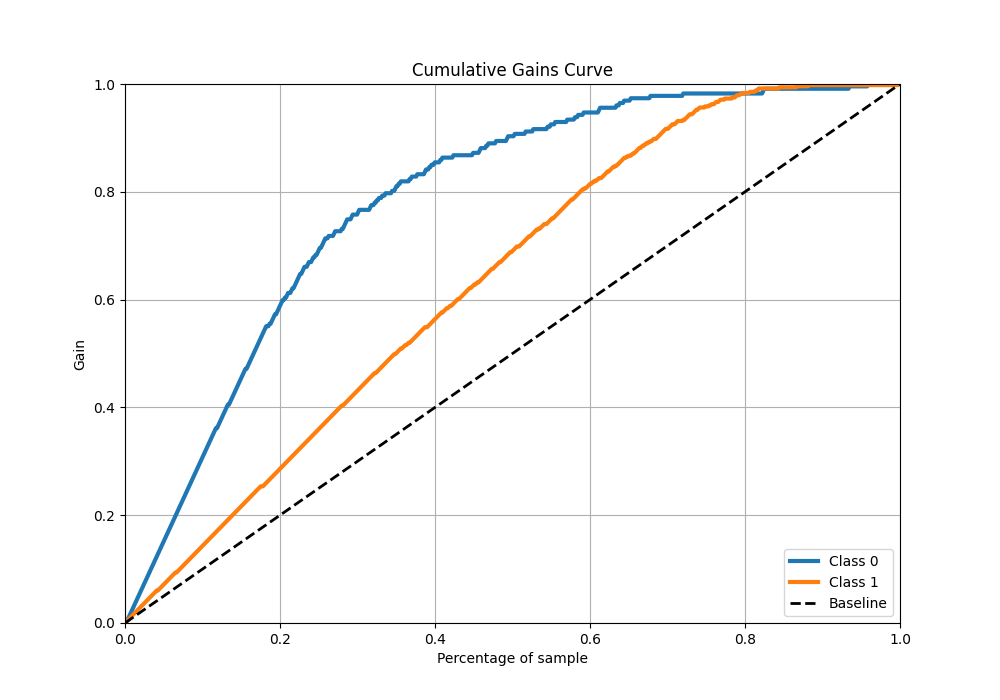 Cumulative Gains Curve
1.0
0.8
0.6
0.4
0.2
0.0
Gain
0.0 0.2 0.4 0.6 0.8 1.0
Percentage of sample
Class 0
Class 1
Baseline